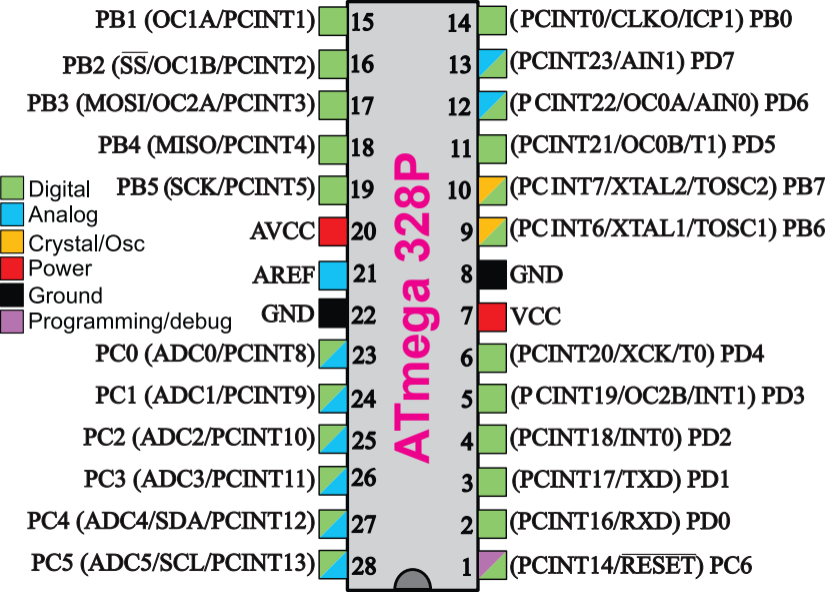 PB1 (OC1A/PCINT1) 15 14 (PCINT0/CLKO/ICP1) PB0
PB2 (SS/OC1B/PCINT2) 16 13 (PCINT23/AIN1) PD7
PB3 (MOSI/OC2A/PCINT3) 17 12 (PCINT22/OC0A/AIN0) PD6
PB4 (MISO/PCINT4) 18 11 (PCINT21/OC0B/T1) PD5
PB5 (SCK/PCINT5) 19 10 (PCINT7/XTAL2/TOSC2) PB7
AVCC 20 9 (PCINT6/XTAL1/TOSC1) PB6
AREF 21 8 GND
GND 22 7 VCC
PC0 (ADC0/PCINT8) 23 6 (PCINT20/XCK/T0) PD4
PC1 (ADC1/PCINT9) 24 5 (PCINT19/OC2B/INT1) PD3
PC2 (ADC2/PCINT10) 25 4 (PCINT18/INT0) PD2
PC3 (ADC3/PCINT11) 26 3 (PCINT17/TXD) PD1
PC4 (ADC4/SDA/PCINT12) 27 2 (PCINT16/RXD) PD0
PC5 (ADC5/SCL/PCINT13) 28 1 (PCINT14/RESET) PC6
ATmega 328P
Digital
Analog
Crystal/Osc
Power
Ground
Programming/debug